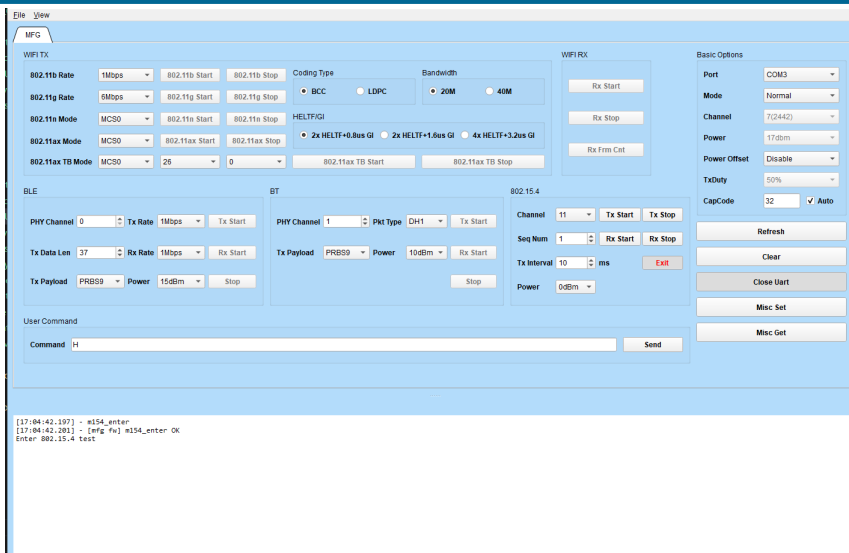 File View
MFG
WIFI TX
802.11b Rate 1Mbps 802.11b Start 802.11b Stop
802.11g Rate 6Mbps 802.11g Start 802.11g Stop
802.11n Mode MCS0 802.11n Start 802.11n Stop
802.11ax Mode MCS0 802.11ax Start 802.11ax Stop
802.11ax TB Mode MCS0 26 0 802.11ax TB Start 802.11ax TB Stop
Coding Type
BCC LDPC
Bandwidth
20M 40M
HELTF/GI
2x HELTF+0.8us GI 2x HELTF+1.6us GI 4x HELTF+3.2us GI
WIFI RX
Rx Start
Rx Stop
Rx Frm Cnt
Basic Options
Port COM3
Mode Normal
Channel 7(2442)
Power 17dbm
Power Offset Disable
TxDuty 50%
CapCode 32 Auto
Refresh
Clear
Close Uart
Misc Set
Misc Get
BLE
PHY Channel 0 Tx Rate 1Mbps Tx Start
Tx Data Len 37 Rx Rate 1Mbps Rx Start
Tx Payload PRBS9 Power 15dBm Stop
BT
PHY Channel 1 Pkt Type DH1 Tx Start
Tx Payload PRBS9 Power 10dBm Rx Start
Stop
802.15.4
Channel 11 Tx Start Tx Stop
Seq Num 1 Rx Start Rx Stop
Tx Interval 10 ms Exit
Power 0dBm
User Command
Command H Send
[17:04:42.197] - m154_enter
[17:04:42.201] - [mfg fw] m154_enter OK
Enter 802.15.4 test